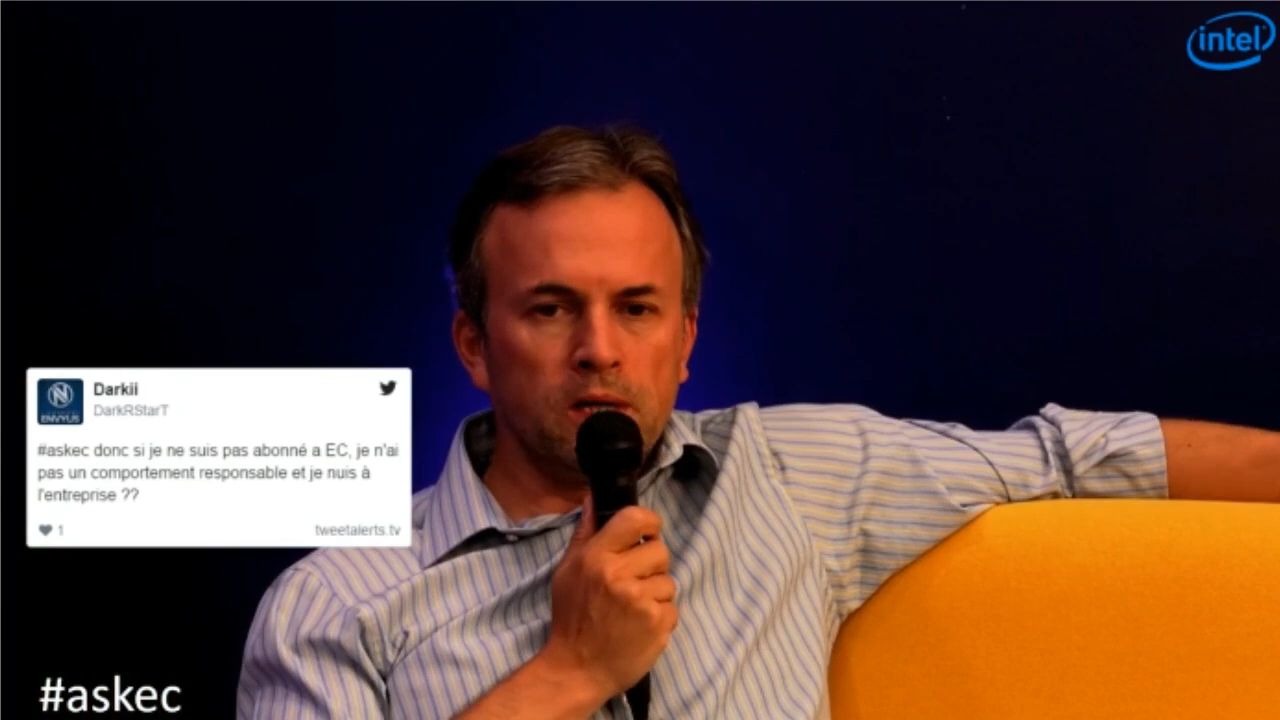 intel
Darkii
DarkRStarT
#askec donc si je ne suis pas abonné a EC, je n'ai
pas un comportement responsable et je nuis à
l'entreprise ??
1
tweetalerts.tv
ENVYUS
#askec